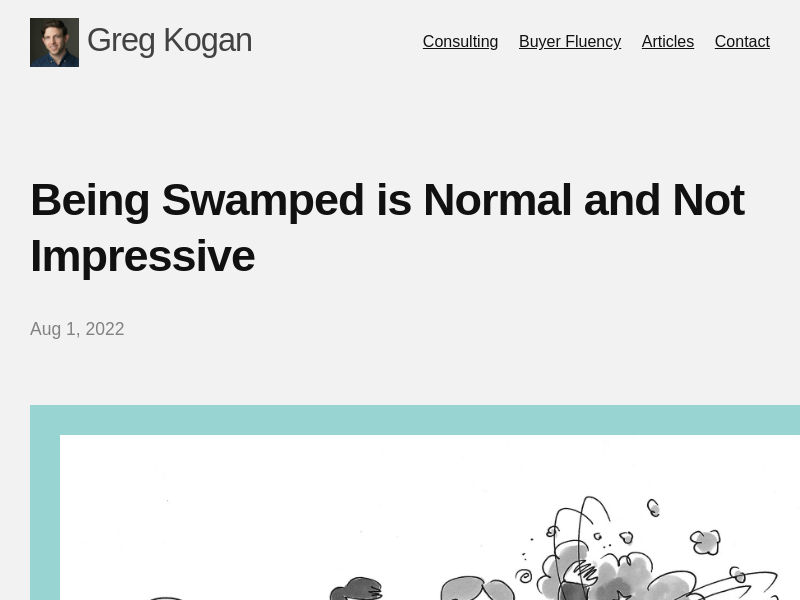 Greg Kogan
Consulting Buyer Fluency Articles Contact
Being Swamped is Normal and Not
Impressive
Aug 1, 2022